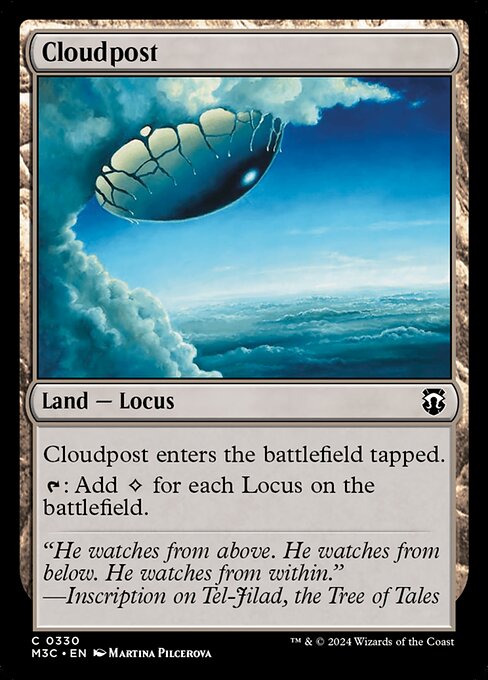 Cloudpost
Land — Locus
Cloudpost enters the battlefield tapped.
: Add for each Locus on the
battlefield.
“He watches from above. He watches from
below. He watches from within.”
—Inscription on Tel-Jilad, the Tree of Tales
C 0330
M3C • EN Martina Pilcerova
™ & © 2024 Wizards of the Coast